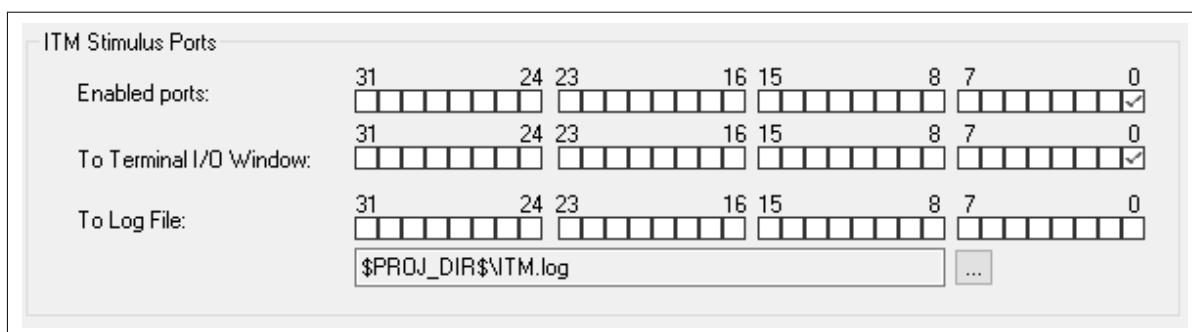 ITM Stimulus Ports
31 24 23 16 15 8 7 0
Enabled ports:
31 24 23 16 15 8 7 0
To Terminal I/O Window:
31 24 23 16 15 8 7 0
To Log File:
$PROJ_DIR$\ITM.log ...